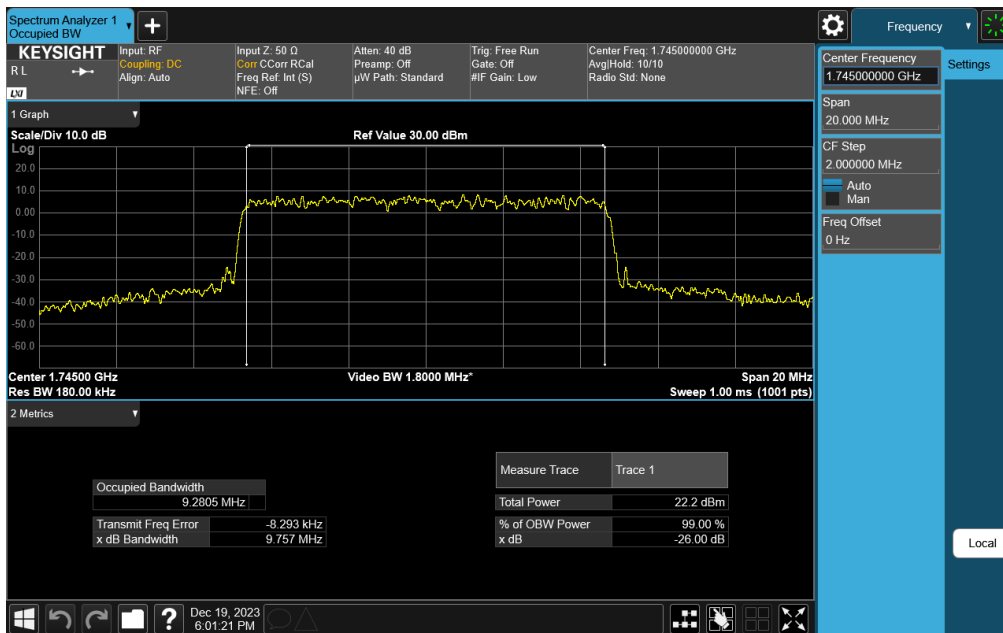 Spectrum Analyzer 1
Occupied BW
Frequency
KEYSIGHT
R L
LXI
Input: RF
Coupling: DC
Align: Auto
Input Z: 50 Ω
Corr CCorr RCal
Freq Ref: Int (S)
NFE: Off
Atten: 40 dB
Preamp: Off
µW Path: Standard
Trig: Free Run
Gate: Off
#IF Gain: Low
Center Freq: 1.745000000 GHz
Avg|Hold: 10/10
Radio Std: None
Center Frequency
1.745000000 GHz
Settings
Span
20.000 MHz
CF Step
2.000000 MHz
Auto
Man
Freq Offset
0 Hz
Local
1 Graph
Scale/Div 10.0 dB
Ref Value 30.00 dBm
Log
20.0
10.0
0.00
-10.0
-20.0
-30.0
-40.0
-50.0
-60.0
Center 1.74500 GHz
Video BW 1.8000 MHz*
Span 20 MHz
Res BW 180.00 kHz
Sweep 1.00 ms (1001 pts)
2 Metrics
Measure Trace
Trace 1
Occupied Bandwidth
9.2805 MHz
Total Power
22.2 dBm
Transmit Freq Error
-8.293 kHz
% of OBW Power
99.00 %
x dB Bandwidth
9.757 MHz
x dB
-26.00 dB
?
Dec 19, 2023
6:01:21 PM